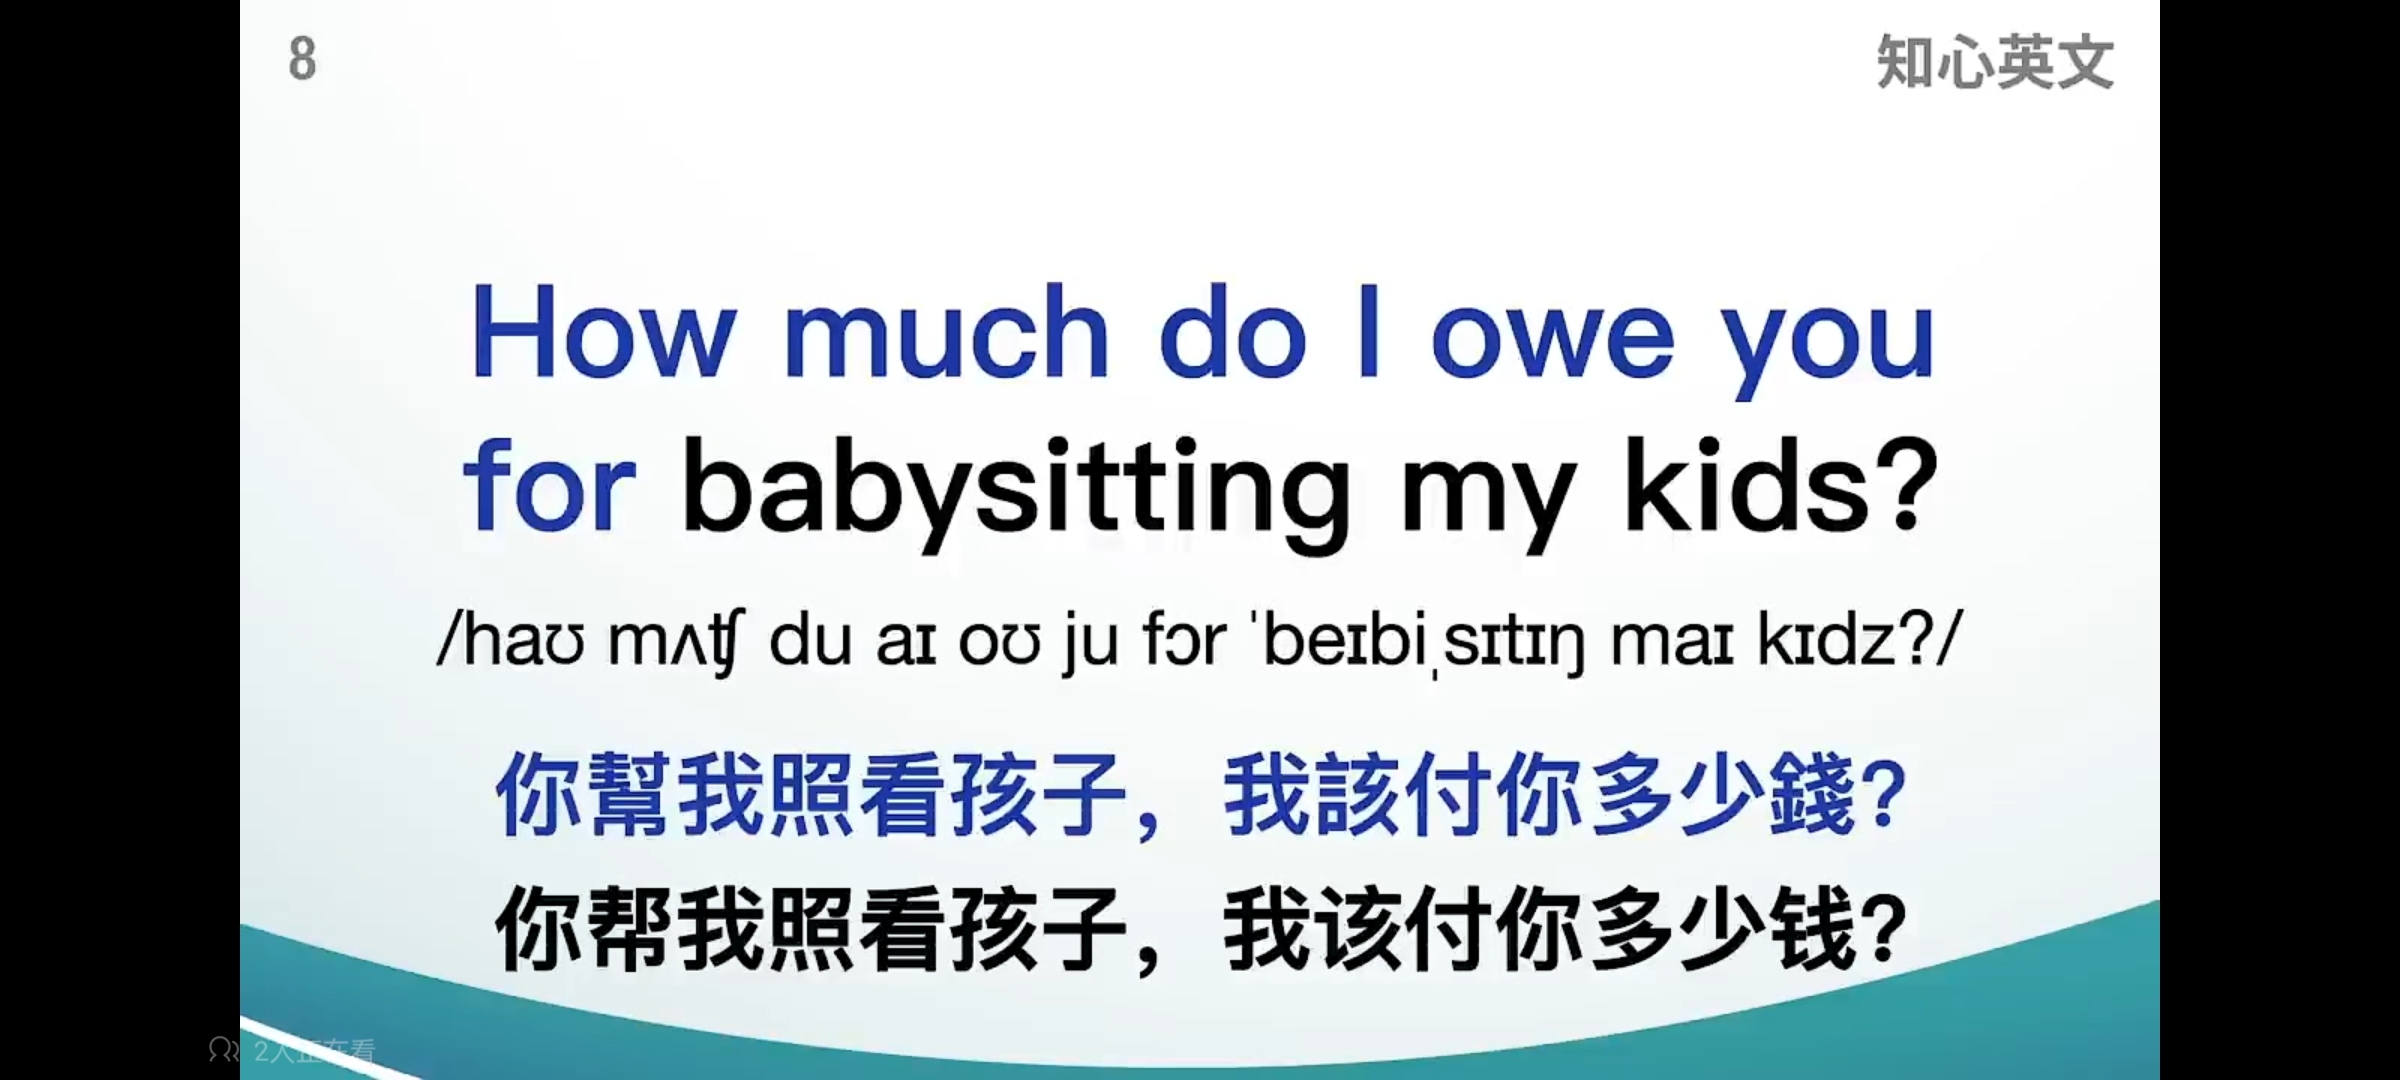 8
知心英文
How much do I owe you
for babysitting my kids?
/haʊ mʌʧ du aɪ oʊ ju fɔr ˈbeɪbiˌsɪtɪŋ maɪ kɪdz?/
你幫我照看孩子，我該付你多少錢?
你帮我照看孩子，我该付你多少钱?
2人正在看